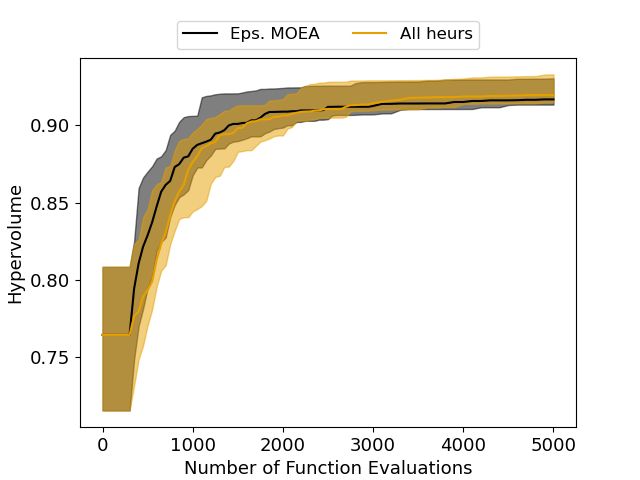 Eps. MOEA All heurs
Hypervolume
0.90
0.85
0.80
0.75
0 1000 2000 3000 4000 5000
Number of Function Evaluations